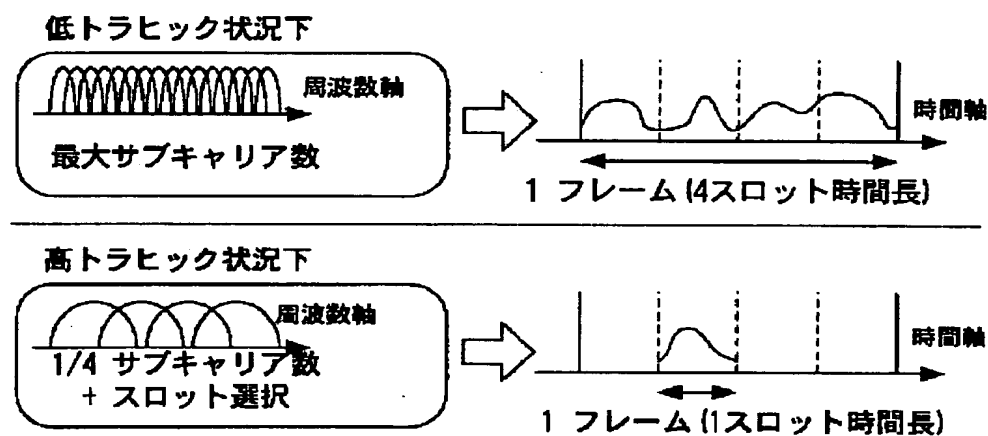 低トラヒック状況下
周波数軸
最大サブキャリア数
時間軸
1 フレーム(4スロット時間長)
高トラヒック状況下
周波数軸
1/4 サブキャリア数
+ スロット選択
時間軸
1 フレーム(1スロット時間長)